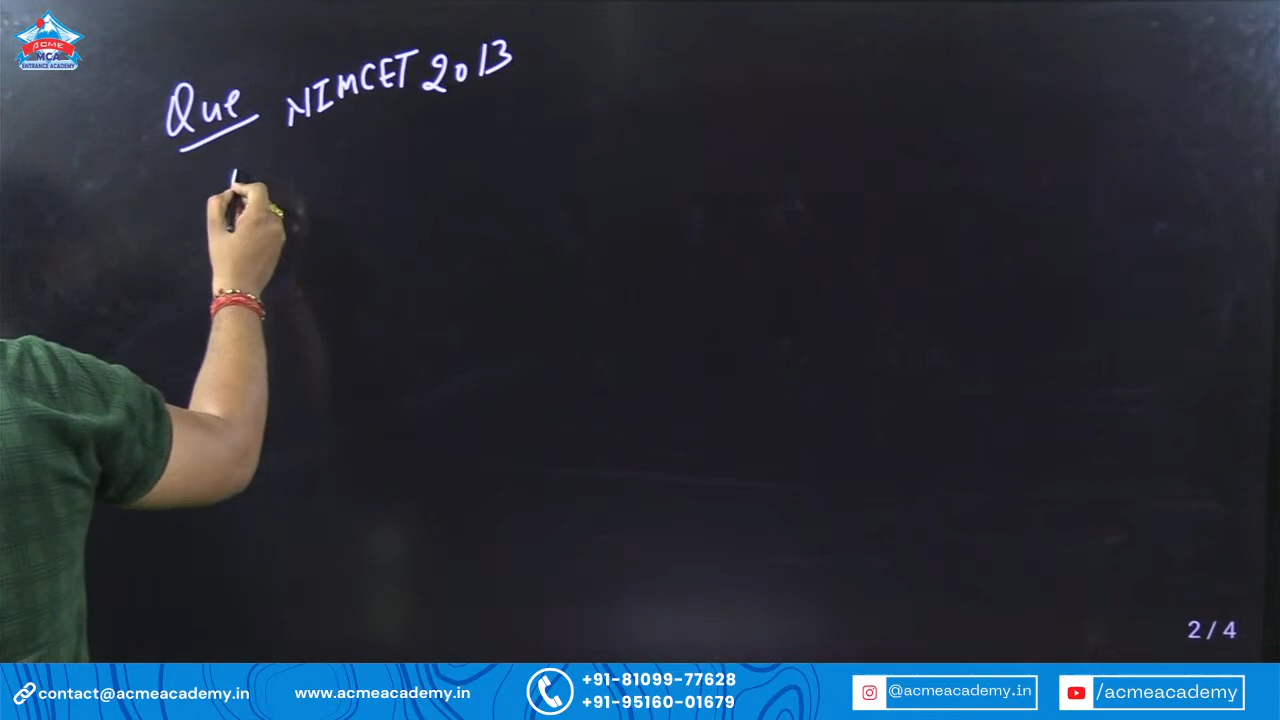 ACME
MCA
ENTRANCE ACADEMY
Que NIMCET 2013
2 / 4
contact@acmeacademy.in
www.acmeacademy.in
+91-81099-77628
+91-95160-01679
@acmeacademy.in
/acmeacademy